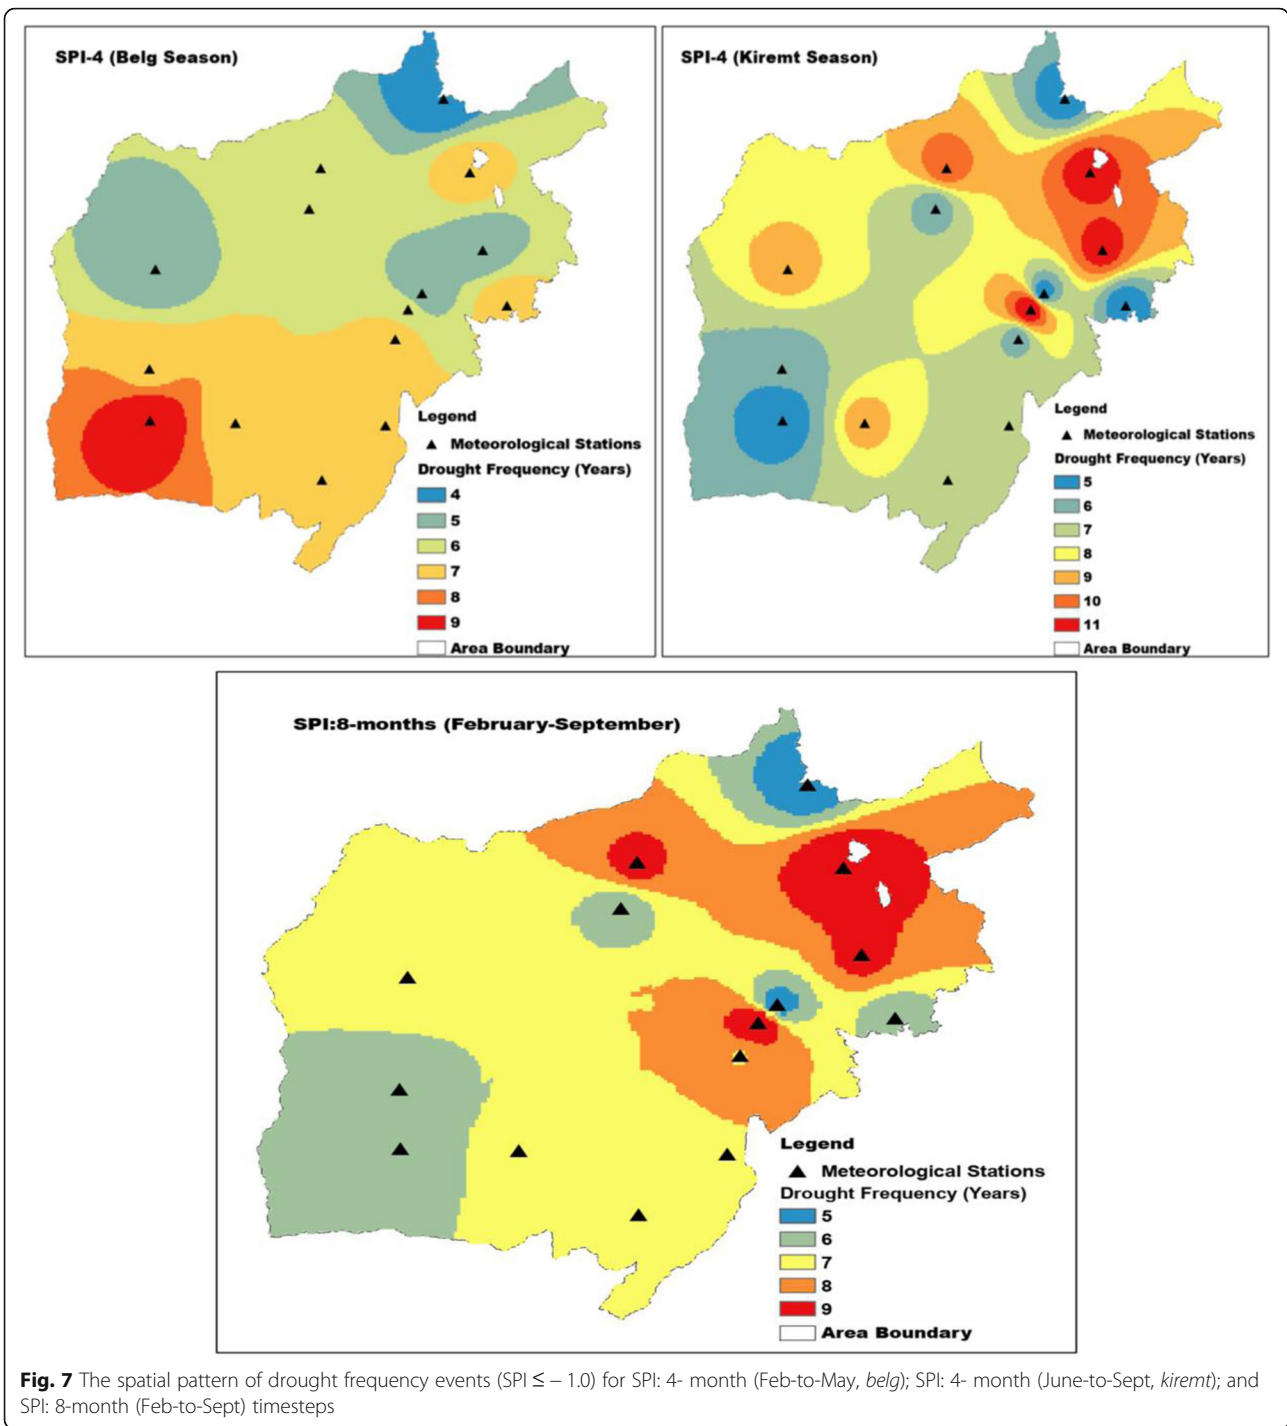 SPI-4 (Belg Season)
Legend
Meteorological Stations
Drought Frequency (Years)
4
5
6
7
8
9
Area Boundary
SPI-4 (Kiremt Season)
Legend
Meteorological Stations
Drought Frequency (Years)
5
6
7
8
9
10
11
Area Boundary
SPI:8-months (February-September)
Legend
Meteorological Stations
Drought Frequency (Years)
5
6
7
8
9
Area Boundary
Fig. 7 The spatial pattern of drought frequency events (SPI ≤ − 1.0) for SPI: 4- month (Feb-to-May, belg); SPI: 4- month (June-to-Sept, kiremt); and
SPI: 8-month (Feb-to-Sept) timesteps